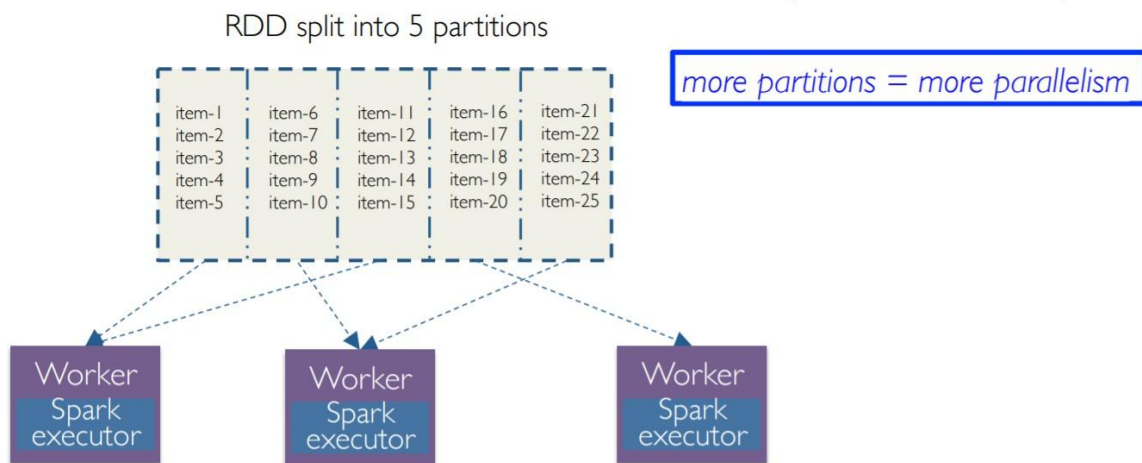 RDD split into 5 partitions
more partitions = more parallelism
item-1
item-2
item-3
item-4
item-5
item-6
item-7
item-8
item-9
item-10
item-11
item-12
item-13
item-14
item-15
item-16
item-17
item-18
item-19
item-20
item-21
item-22
item-23
item-24
item-25
Worker
Spark
executor
Worker
Spark
executor
Worker
Spark
executor